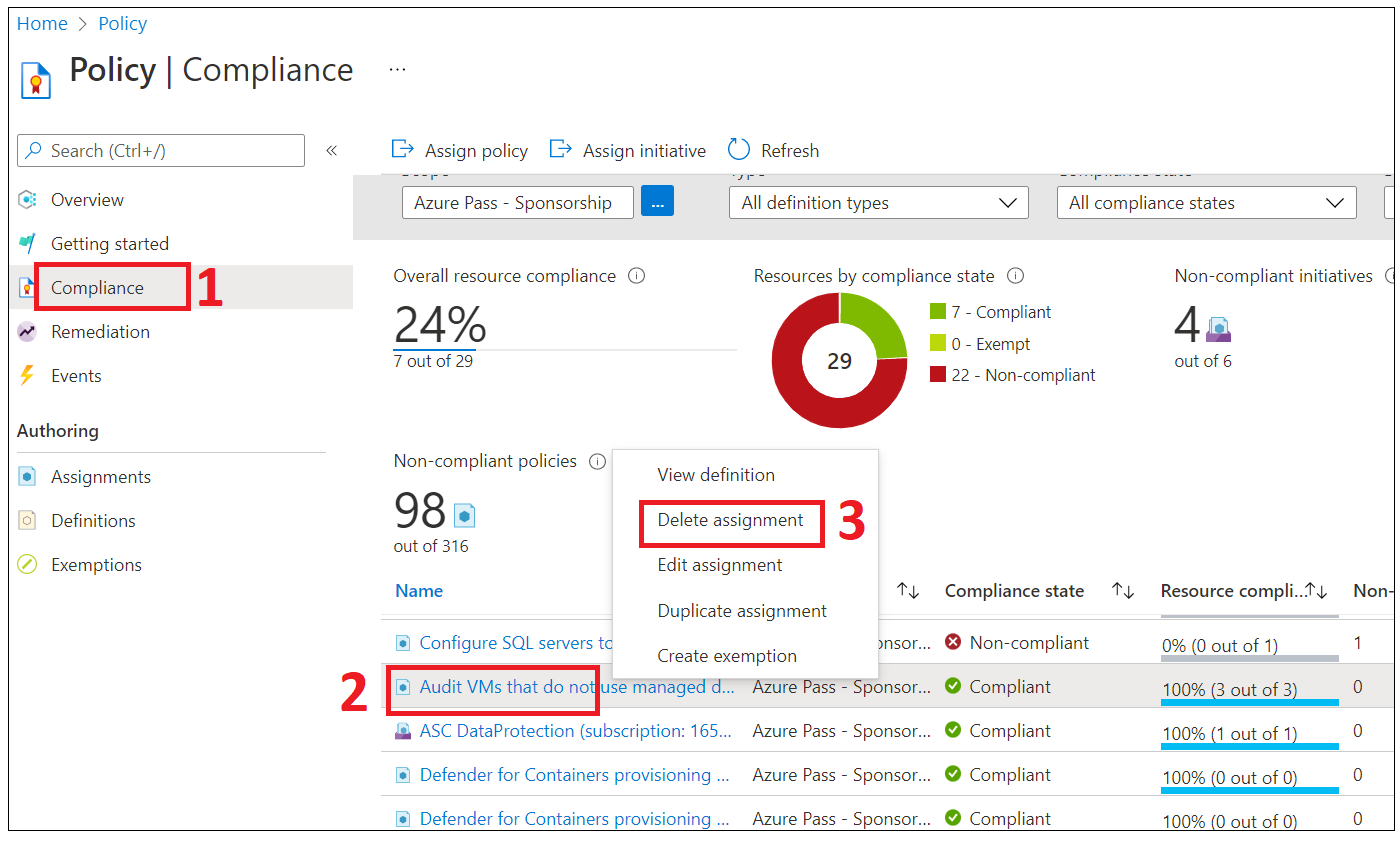 Home > Policy
Policy | Compliance ...
Search (Ctrl+/) «
Assign policy Assign initiative Refresh
Scope Type Compliance state
Azure Pass - Sponsorship ... All definition types All compliance states
Overview
Getting started
Compliance 1
Remediation
Events
Authoring
Assignments
Definitions
Exemptions
Overall resource compliance
24%
7 out of 29
Resources by compliance state
29
7 - Compliant
0 - Exempt
22 - Non-compliant
Non-compliant initiatives
4
out of 6
Non-compliant policies
98
out of 316
View definition
Delete assignment 3
Edit assignment
Duplicate assignment
Create exemption
Name Compliance state Resource compli... Non-
Configure SQL servers to onsor... Non-compliant 0% (0 out of 1) 1
2 Audit VMs that do not use managed d... Azure Pass - Sponsor... Compliant 100% (3 out of 3) 0
ASC DataProtection (subscription: 165... Azure Pass - Sponsor... Compliant 100% (1 out of 1) 0
Defender for Containers provisioning ... Azure Pass - Sponsor... Compliant 100% (0 out of 0) 0
Defender for Containers provisioning ... Azure Pass - Sponsor... Compliant 100% (0 out of 0) 0